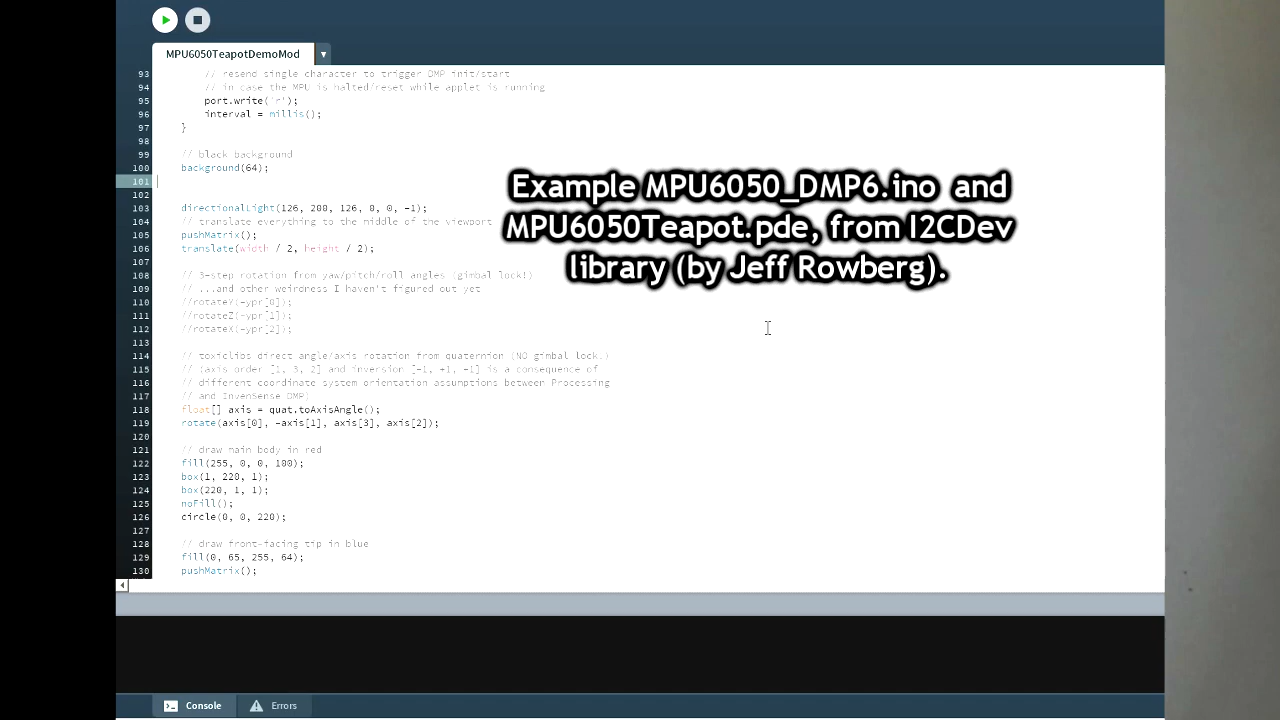 MPU6050TeapotDemoMod
93 // resend single character to trigger DMP init/start
94 // in case the MPU is halted/reset while applet is running
95 port.write('r');
96 interval = millis();
97 }
98
99 // black background
100 background(64);
101
102
103 directionalLight(126, 200, 126, 0, 0, -1);
104 // translate everything to the middle of the viewport
105 pushMatrix();
106 translate(width / 2, height / 2);
107
108 // 3-step rotation from yaw/pitch/roll angles (gimbal lock!)
109 // ...and other weirdness I haven't figured out yet
110 //rotateY(-ypr[0]);
111 //rotateZ(-ypr[1]);
112 //rotateX(-ypr[2]);
113
114 // toxiclibs direct angle/axis rotation from quaternion (NO gimbal lock!)
115 // (axis order [1, 3, 2] and inversion [-1, +1, +1] is a consequence of
116 // different coordinate system orientation assumptions between Processing
117 // and InvenSense DMP)
118 float[] axis = quat.toAxisAngle();
119 rotate(axis[0], -axis[1], axis[3], axis[2]);
120
121 // draw main body in red
122 fill(255, 0, 0, 180);
123 box(1, 220, 1);
124 box(220, 1, 1);
125 noFill();
126 circle(0, 0, 220);
127
128 // draw front-facing tip in blue
129 fill(0, 65, 255, 64);
130 pushMatrix();
Example MPU6050_DMP6.ino and
MPU6050Teapot.pde, from I2CDev
library (by Jeff Rowberg).
Console
Errors